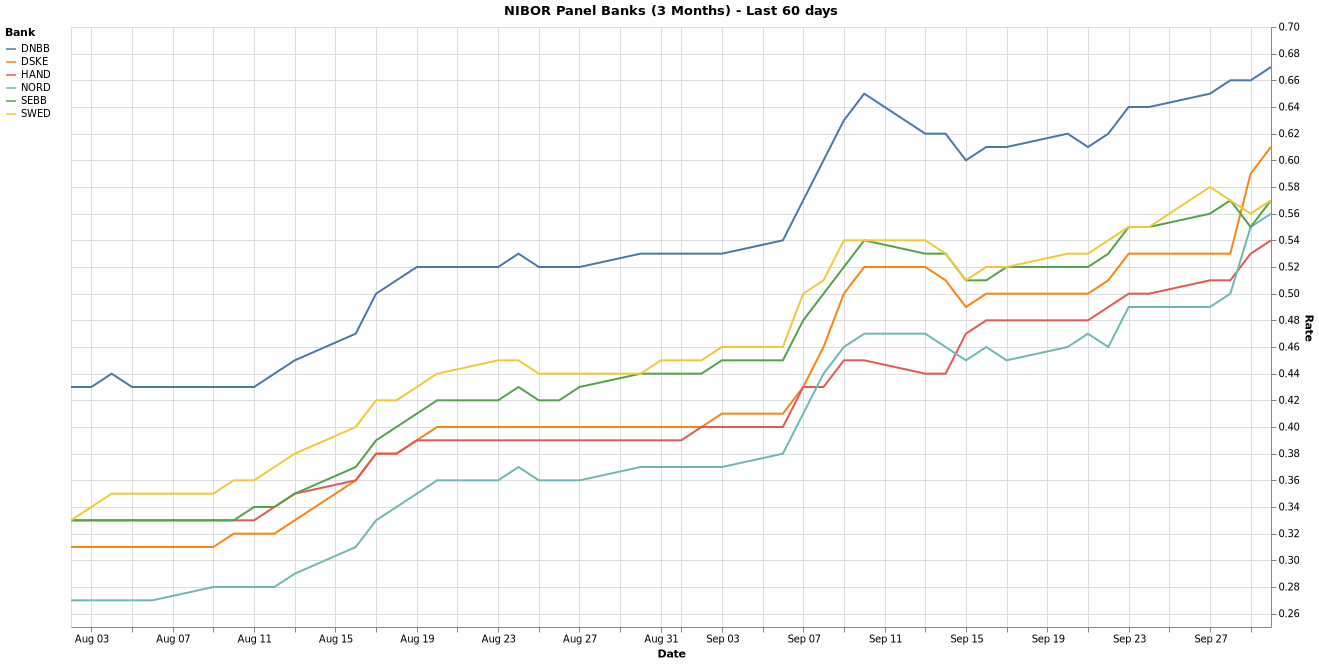 NIBOR Panel Banks (3 Months) - Last 60 days
Bank
DNBB
DSKE
HAND
NORD
SEBB
SWED
0.70
0.68
0.66
0.64
0.62
0.60
0.58
0.56
0.54
0.52
0.50
0.48
0.46
0.44
0.42
0.40
0.38
0.36
0.34
0.32
0.30
0.28
0.26
Rate
Aug 03 Aug 07 Aug 11 Aug 15 Aug 19 Aug 23 Aug 27 Aug 31 Sep 03 Sep 07 Sep 11 Sep 15 Sep 19 Sep 23 Sep 27
Date